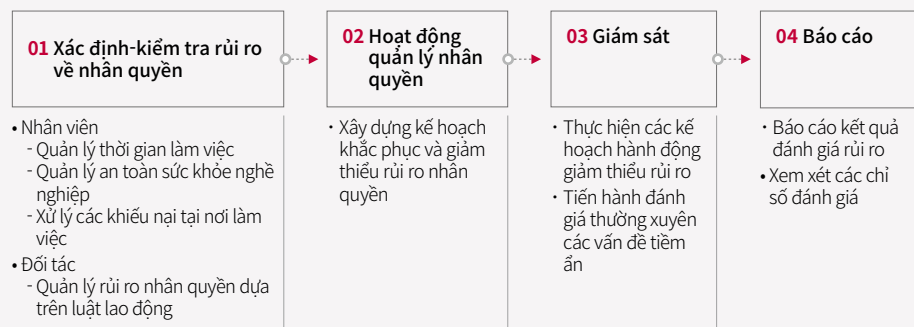 01 Xác định-kiểm tra rủi ro
về nhân quyền
• Nhân viên
- Quản lý thời gian làm việc
- Quản lý an toàn sức khỏe nghề
nghiệp
- Xử lý các khiếu nại tại nơi làm
việc
• Đối tác
- Quản lý rủi ro nhân quyền dựa
trên luật lao động
02 Hoạt động
quản lý nhân
quyền
· Xây dựng kế hoạch
khắc phục và giảm
thiểu rủi ro nhân
quyền
03 Giám sát
· Thực hiện các kế
hoạch hành động
giảm thiểu rủi ro
· Tiến hành đánh
giá thường xuyên
các vấn đề tiềm
ẩn
04 Báo cáo
· Báo cáo kết quả
đánh giá rủi ro
• Xem xét các chỉ
số đánh giá